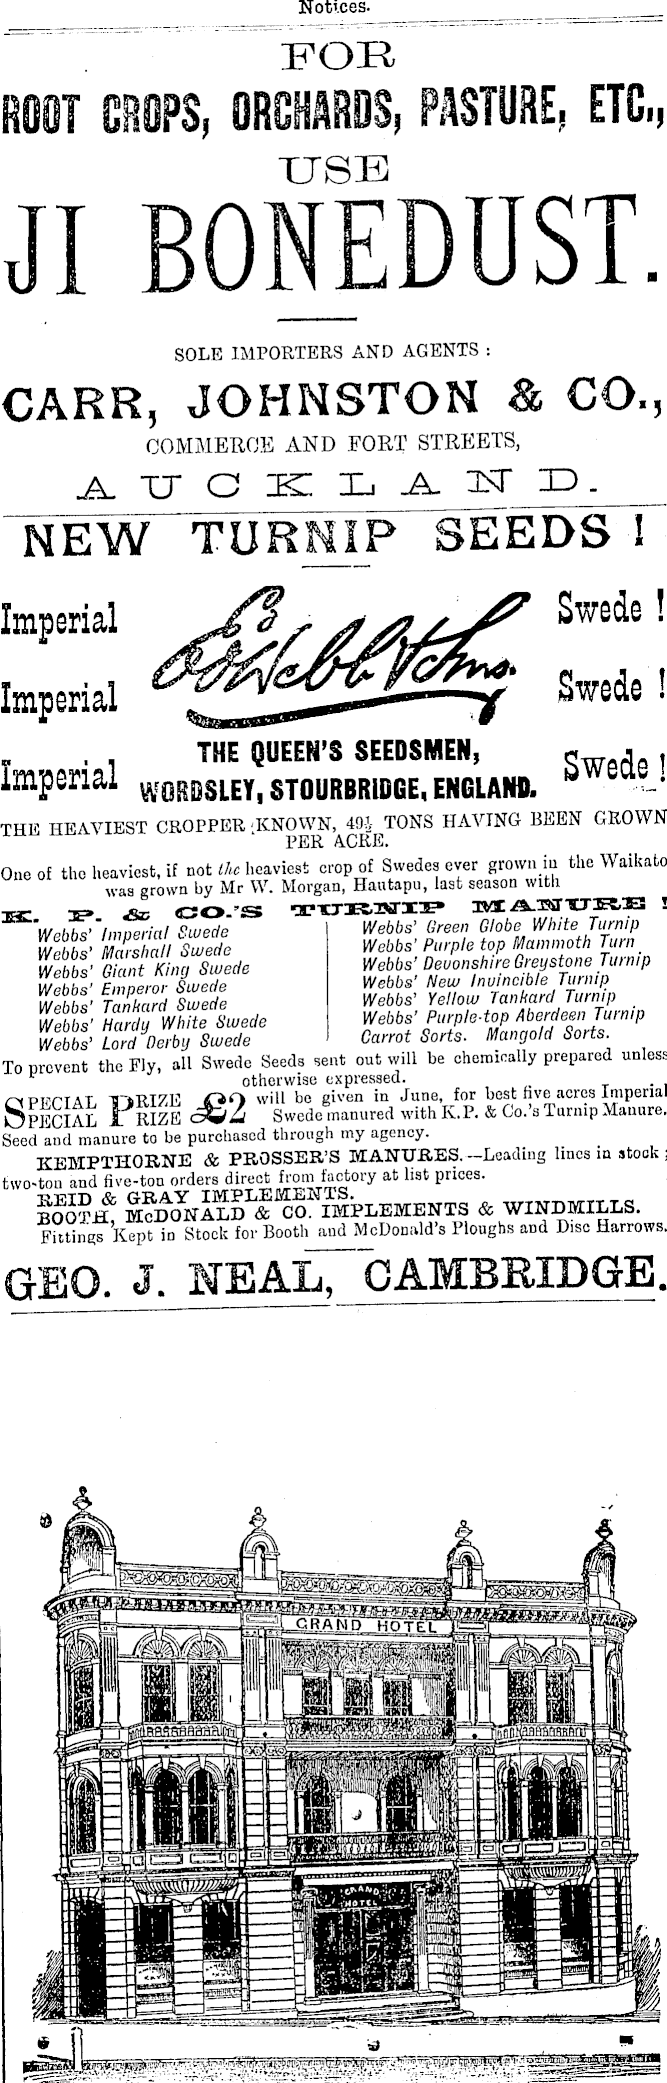 Notices.
FOR
ROOT CROPS, ORCHARDS, PASTURE, ETC.,
USE
JI BONEDUST.
SOLE IMPORTERS AND AGENTS :
CARR, JOHNSTON & CO.,
COMMERCE AND FORT STREETS,
AUCKLAND.
NEW TURNIP SEEDS !
Imperial Swede !
E Webb & Sons.
Imperial Swede !
THE QUEEN'S SEEDSMEN,
Imperial Swede !
WORDSLEY, STOURBRIDGE, ENGLAND.
THE HEAVIEST CROPPER KNOWN, 49½ TONS HAVING BEEN GROWN
PER ACRE.
One of the heaviest, if not the heaviest crop of Swedes ever grown in the Waikato
was grown by Mr W. Morgan, Hautapu, last season with
K. P. & CO.'S TURNIP MANURE !
Webbs' Imperial Swede
Webbs' Marshall Swede
Webbs' Giant King Swede
Webbs' Emperor Swede
Webbs' Tankard Swede
Webbs' Hardy White Swede
Webbs' Lord Derby Swede
Webbs' Green Globe White Turnip
Webbs' Purple top Mammoth Turn
Webbs' Devonshire Greystone Turnip
Webbs' New Invincible Turnip
Webbs' Yellow Tankard Turnip
Webbs' Purple-top Aberdeen Turnip
Carrot Sorts. Mangold Sorts.
To prevent the Fly, all Swede Seeds sent out will be chemically prepared unless
otherwise expressed.
SPECIAL PRIZE £2 will be given in June, for best five acres Imperial
SPECIAL PRIZE Swede manured with K.P. & Co.'s Turnip Manure.
Seed and manure to be purchased through my agency.
KEMPTHORNE & PROSSER'S MANURES.—Leading lines in stock ;
two-ton and five-ton orders direct from factory at list prices.
REID & GRAY IMPLEMENTS.
BOOTH, McDONALD & CO. IMPLEMENTS & WINDMILLS.
Fittings Kept in Stock for Booth and McDonald's Ploughs and Disc Harrows.
GEO. J. NEAL, CAMBRIDGE.
GRAND HOTEL
GRAND
HOTEL